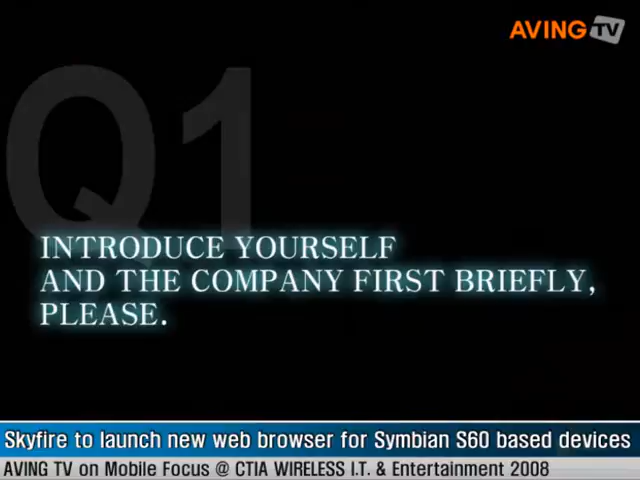 AVING TV
Q1
INTRODUCE YOURSELF
AND THE COMPANY FIRST BRIEFLY,
PLEASE.
Skyfire to launch new web browser for Symbian S60 based devices
AVING TV on Mobile Focus @ CTIA WIRELESS I.T. & Entertainment 2008